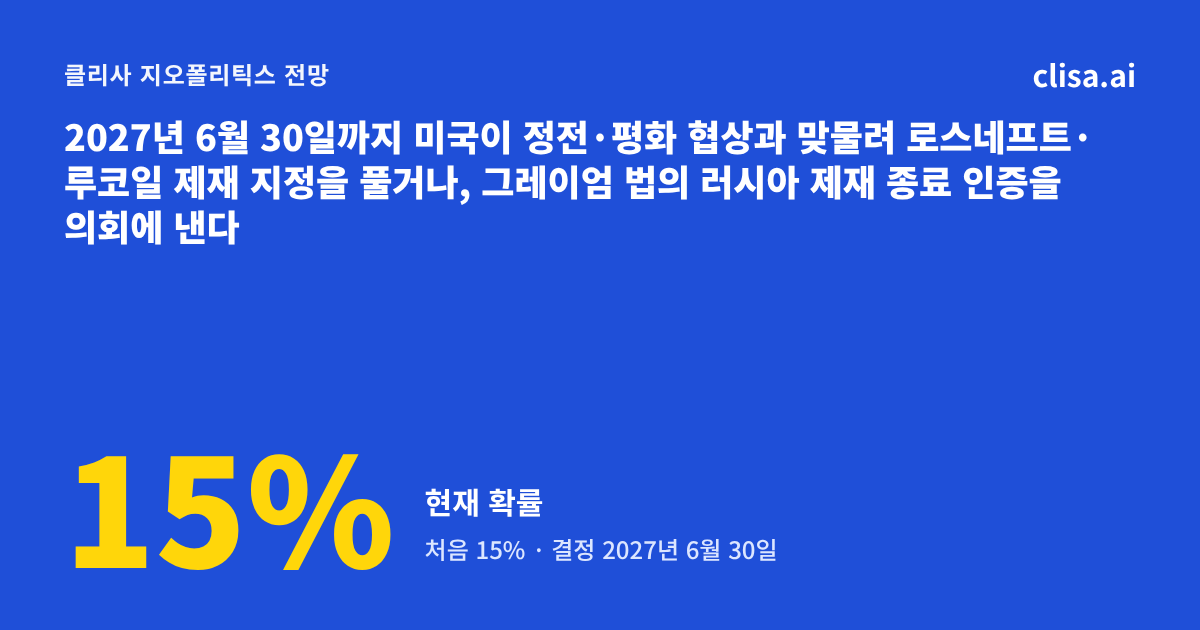 클리사 지오폴리틱스 전망
clisa.ai
2027년 6월 30일까지 미국이 정전·평화 협상과 맞물려 로스네프트·
루코일 제재 지정을 풀거나, 그레이엄 법의 러시아 제재 종료 인증을
의회에 낸다
15%
현재 확률
처음 15% · 결정 2027년 6월 30일